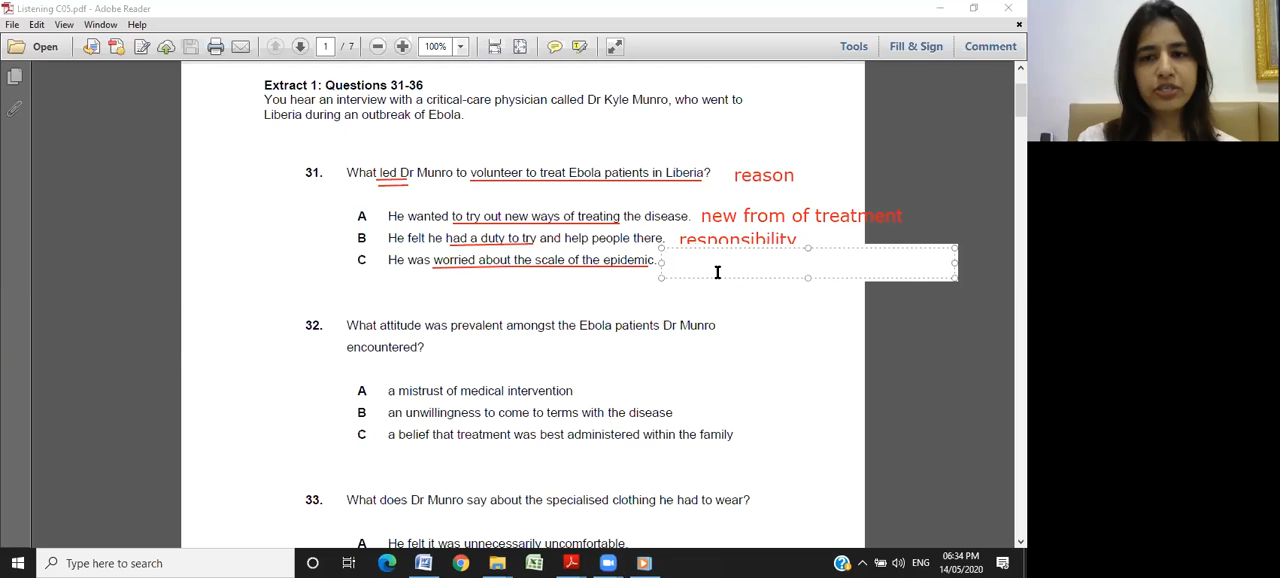 Listening C05.pdf - Adobe Reader
File Edit View Window Help
Open 1 / 7 100% Tools Fill & Sign Comment
Extract 1: Questions 31-36
You hear an interview with a critical-care physician called Dr Kyle Munro, who went to
Liberia during an outbreak of Ebola.
31. What led Dr Munro to volunteer to treat Ebola patients in Liberia? reason
A He wanted to try out new ways of treating the disease. new from of treatment
B He felt he had a duty to try and help people there. responsibility
C He was worried about the scale of the epidemic.
32. What attitude was prevalent amongst the Ebola patients Dr Munro
encountered?
A a mistrust of medical intervention
B an unwillingness to come to terms with the disease
C a belief that treatment was best administered within the family
33. What does Dr Munro say about the specialised clothing he had to wear?
A He felt it was unnecessarily uncomfortable.
Type here to search
ENG
06:34 PM
14/05/2020